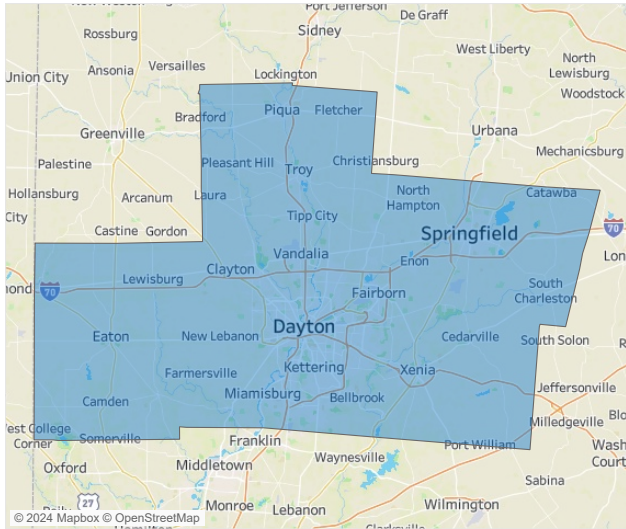 Port Jefferson
De Graff
Rossburg
Sidney
West Liberty
Ansonia
Versailles
North
Lewisburg
Union City
Lockington
Woodstock
Bradford
Piqua
Fletcher
Greenville
Urbana
Mechanicsburg
Palestine
Pleasant Hill
Troy
Christiansburg
Hollansburg
Arcanum
Laura
North
Hampton
Catawba
City
Tipp City
Castine
Gordon
Springfield
70
Vandalia
Lewisburg
Clayton
Enon
70
Fairborn
South
Charleston
Dayton
Eaton
New Lebanon
Cedarville
South Solon
Farmersville
Kettering
Xenia
Jeffersonville
Camden
Miamisburg
Bellbrook
Milledgeville
West College
Corner
Somerville
Franklin
Port William
Wash
Court
Oxford
Middletown
Waynesville
Sabina
27
Monroe
Lebanon
Wilmington
© 2024 Mapbox © OpenStreetMap